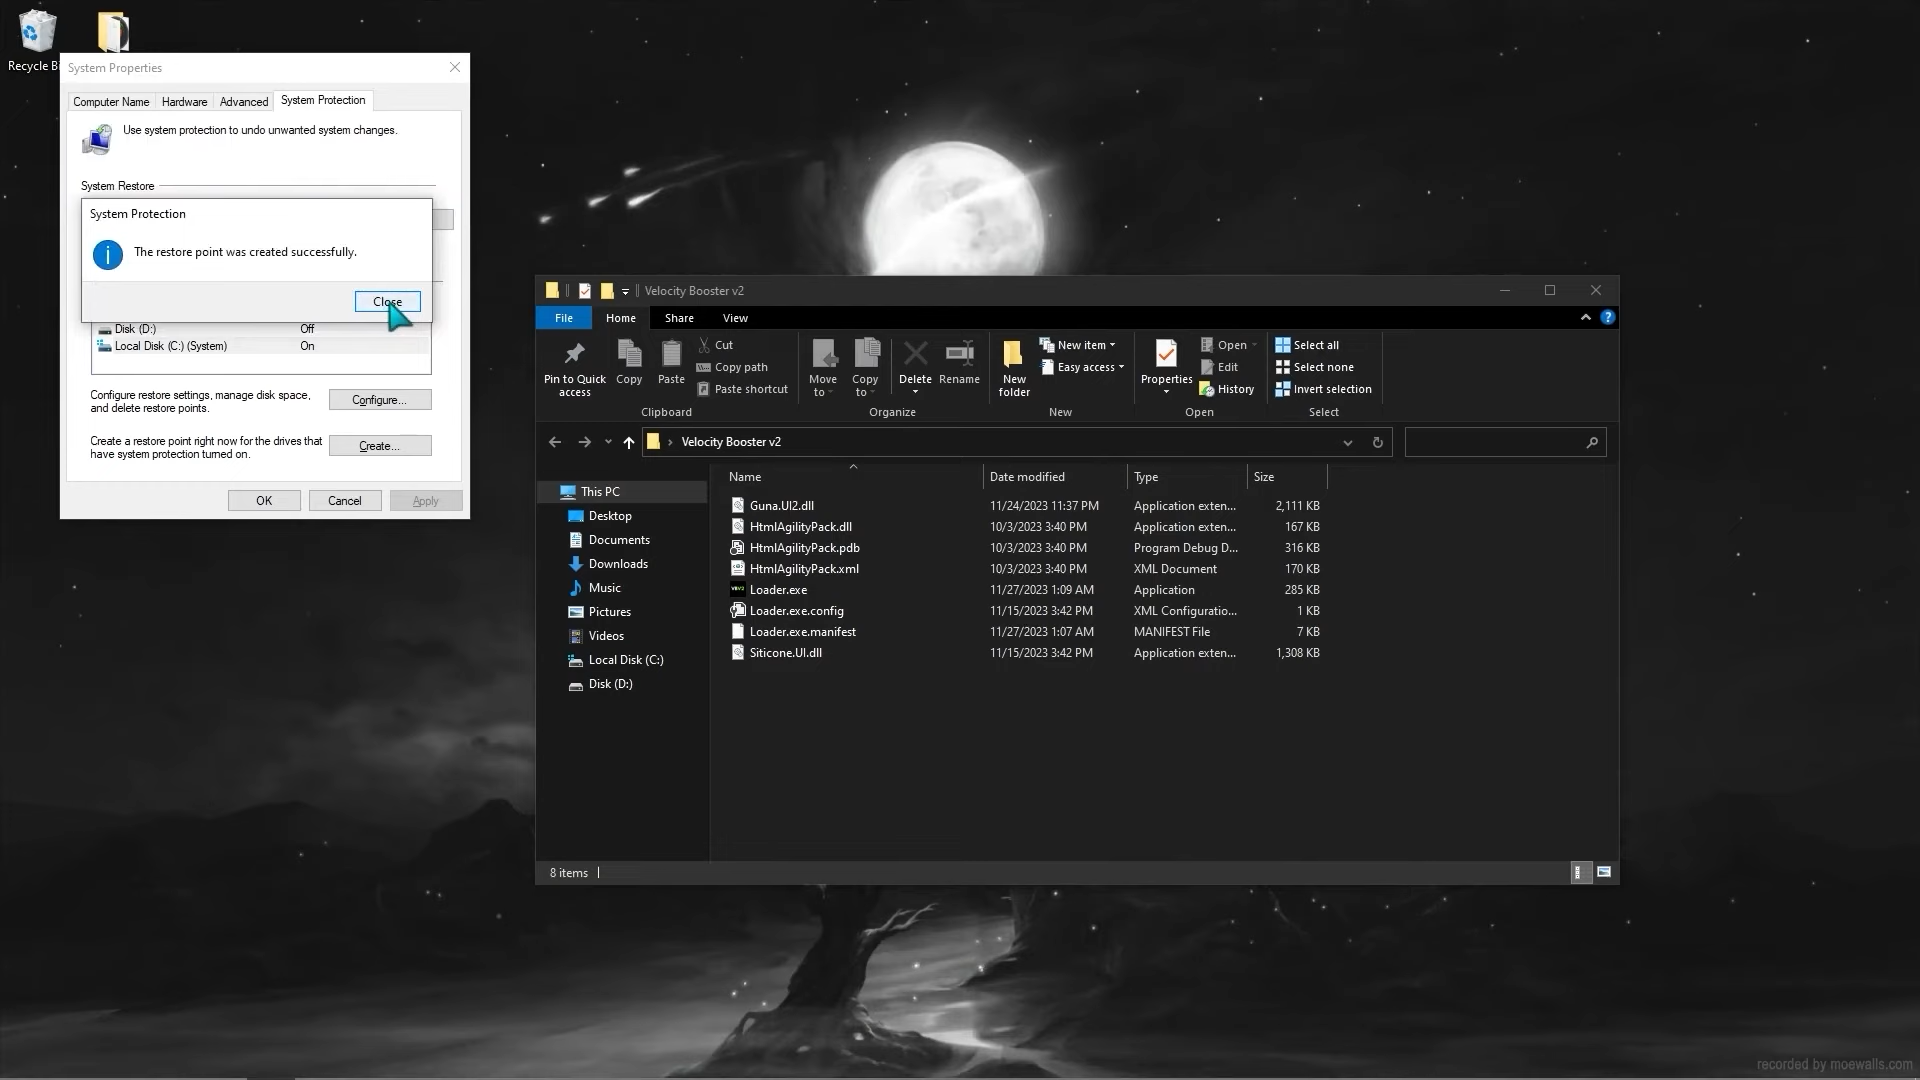 Recycle Bi
System Properties
Computer Name
Hardware
Advanced
System Protection
Use system protection to undo unwanted system changes.
System Restore
System Protection
The restore point was created successfully.
Close
Disk (D:) Off
Local Disk (C:) (System) On
Configure restore settings, manage disk space,
and delete restore points.
Configure...
Create a restore point right now for the drives that
have system protection turned on.
Create...
OK
Cancel
Apply
Velocity Booster v2
File
Home
Share
View
Pin to Quick
access
Copy
Paste
Cut
Copy path
Paste shortcut
Clipboard
Move
to
Copy
to
Delete
Rename
Organize
New
folder
New item
Easy access
New
Properties
Open
Edit
History
Open
Select all
Select none
Invert selection
Select
Velocity Booster v2
This PC
Desktop
Documents
Downloads
Music
Pictures
Videos
Local Disk (C:)
Disk (D:)
Name Date modified Type Size
Guna.UI2.dll 11/24/2023 11:37 PM Application exten... 2,111 KB
HtmlAgilityPack.dll 10/3/2023 3:40 PM Application exten... 167 KB
HtmlAgilityPack.pdb 10/3/2023 3:40 PM Program Debug D... 316 KB
HtmlAgilityPack.xml 10/3/2023 3:40 PM XML Document 170 KB
Loader.exe 11/27/2023 1:09 AM Application 285 KB
Loader.exe.config 11/15/2023 3:42 PM XML Configuratio... 1 KB
Loader.exe.manifest 11/27/2023 1:07 AM MANIFEST File 7 KB
Siticone.UI.dll 11/15/2023 3:42 PM Application exten... 1,308 KB
8 items
recorded by moewalls.com